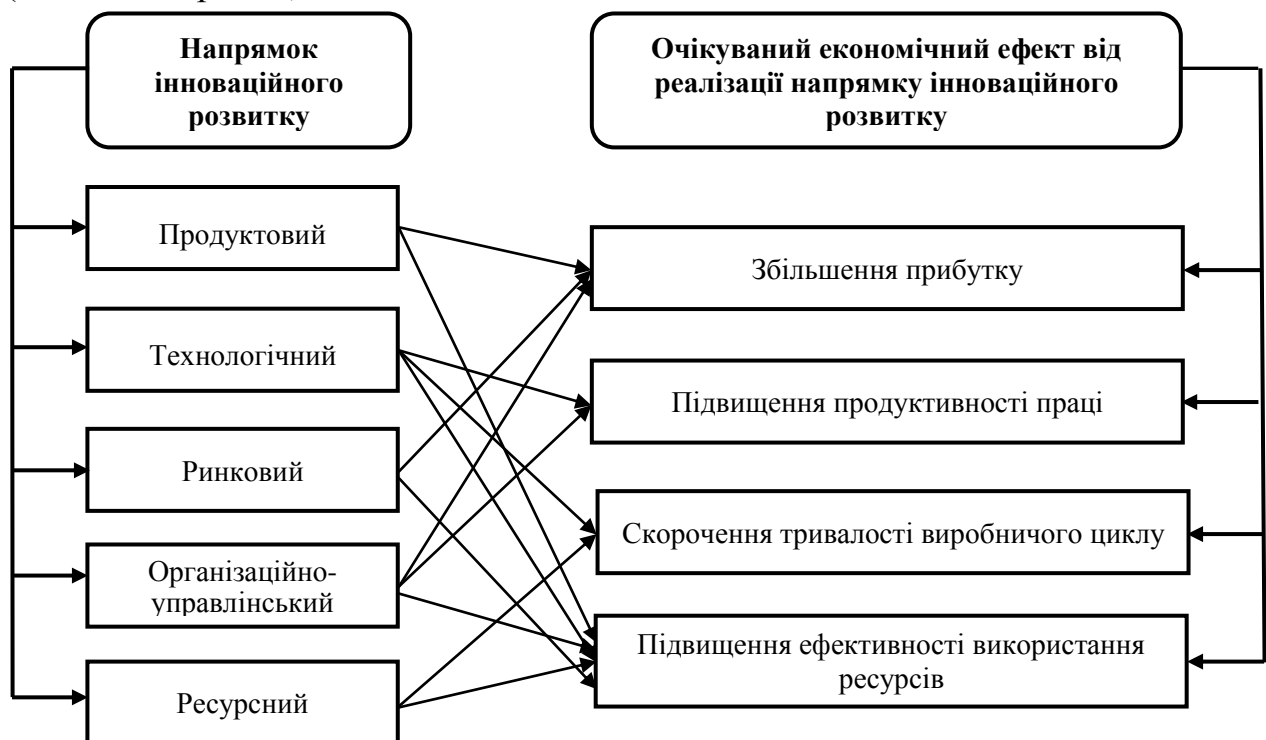 Напрямок
інноваційного
розвитку
Очікуваний економічний ефект від
реалізації напрямку інноваційного
розвитку
Продуктовий
Технологічний
Ринковий
Організаційно-
управлінський
Ресурсний
Збільшення прибутку
Підвищення продуктивності праці
Скорочення тривалості виробничого циклу
Підвищення ефективності використання
ресурсів